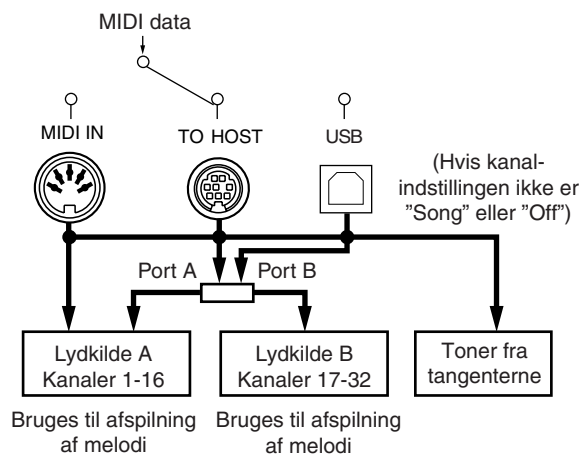 MIDI data
MIDI IN
TO HOST
USB
(Hvis kanal-
indstillingen ikke er
"Song" eller "Off")
Port A
Port B
Lydkilde A
Kanaler 1-16
Lydkilde B
Kanaler 17-32
Toner fra
tangenterne
Bruges til afspilning
af melodi
Bruges til afspilning
af melodi